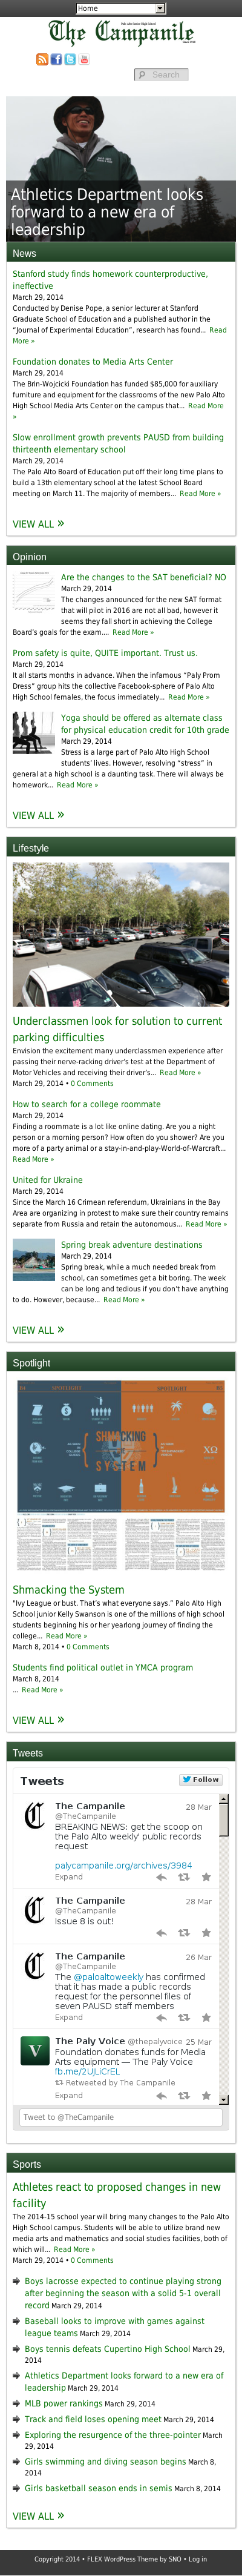 Home
Palo Alto Senior High School
The Campanile
Search
Athletics Department looks
forward to a new era of
leadership
News
Stanford study finds homework counterproductive,
ineffective
March 29, 2014
Conducted by Denise Pope, a senior lecturer at Stanford
Graduate School of Education and a published author in the
“Journal of Experimental Education”, research has found... Read
More »
Foundation donates to Media Arts Center
March 29, 2014
The Brin-Wojcicki Foundation has funded $85,000 for auxiliary
furniture and equipment for the classrooms of the new Palo Alto
High School Media Arts Center under the campus that... Read More
»
Slow enrollment growth prevents PAUSD from building
thirteenth elementary school
March 29, 2014
The Palo Alto Board of Education put off their long time plans to
build a 13th elementary school at the latest School Board
meeting on March 11. The majority of members... Read More »
VIEW ALL »
Opinion
Are the changes to the SAT beneficial? NO
March 29, 2014
The changes announced for the new SAT format
that will pilot in 2016 were not all bad, however it
seems they fall short in achieving the College
Board’s goals for the exam.... Read More »
Prom safety is quite, QUITE important. Trust us.
March 29, 2014
It all starts months in advance. When the infamous “Paly Prom
Dress” group hits the collective Facebook-sphere of Palo Alto
High School females, the focus immediately... Read More »
Yoga should be offered as alternate class
for physical education credit for 10th grade
March 29, 2014
Stress is a large part of Palo Alto High School
students’ lives. However, resolving “stress” in
general at a high school is a daunting task. There will always be
homework... Read More »
VIEW ALL »
Lifestyle
Underclassmen look for solution to current
parking difficulties
Envision the excitement many underclassmen experience after
passing their behind-the-wheel driver’s test at the Department of
Motor Vehicles and receiving their driver’s... Read More »
March 29, 2014 • 0 Comments
How to search for a college roommate
March 29, 2014
Finding a roommate is a lot like online dating. Are you a night
person or a morning person? How often do you shower? Are you
more of a party animal or a stay-in-and-play-World-of-Warcraft...
Read More »
United for Ukraine
March 29, 2014
Since the March 16 Crimean referendum, Ukrainians in the Bay
Area are organizing in protest to make sure their country remains
separate from Russia and retain the autonomous... Read More »
Spring break adventure destinations
March 29, 2014
Spring break, while a much needed break from
school, can sometimes get a bit boring. The week
can be long and tedious if you don’t have anything
to do. However, because... Read More »
VIEW ALL »
Spotlight
SPOTLIGHT
SPOTLIGHT
SHMACKING
THE
SYSTEM
ΧΩ
Shmacking the System
“Ivy League or bust. That’s what everyone says.” Palo Alto High
School junior Kelly Swanson is one of the millions of high school
students beginning his or her yearlong journey of finding the
college... Read More »
March 8, 2014 • 0 Comments
Students find political outlet in YMCA program
March 8, 2014
... Read More »
VIEW ALL »
Tweets
Tweets
Follow
The Campanile 28 Mar
@TheCampanile
BREAKING NEWS: get the scoop on
the Palo Alto weekly' public records
request
palycampanile.org/archives/3984
Expand
The Campanile 28 Mar
@TheCampanile
Issue 8 is out!
The Campanile 26 Mar
@TheCampanile
The @paloaltoweekly has confirmed
that it has made a public records
request for the personnel files of
seven PAUSD staff members
Expand
The Paly Voice @thepalyvoice 25 Mar
Foundation donates funds for Media
Arts equipment — The Paly Voice
fb.me/2UJLiCrEL
Retweeted by The Campanile
Expand
Tweet to @TheCampanile
Sports
Athletes react to proposed changes in new
facility
The 2014-15 school year will bring many changes to the Palo Alto
High School campus. Students will be able to utilize brand new
media arts and mathematics and social studies facilities, both of
which will... Read More »
March 29, 2014 • 0 Comments
Boys lacrosse expected to continue playing strong
after beginning the season with a solid 5-1 overall
record March 29, 2014
Baseball looks to improve with games against
league teams March 29, 2014
Boys tennis defeats Cupertino High School March 29,
2014
Athletics Department looks forward to a new era of
leadership March 29, 2014
MLB power rankings March 29, 2014
Track and field loses opening meet March 29, 2014
Exploring the resurgence of the three-pointer March
29, 2014
Girls swimming and diving season begins March 8,
2014
Girls basketball season ends in semis March 8, 2014
VIEW ALL »
Copyright 2014 • FLEX WordPress Theme by SNO • Log in